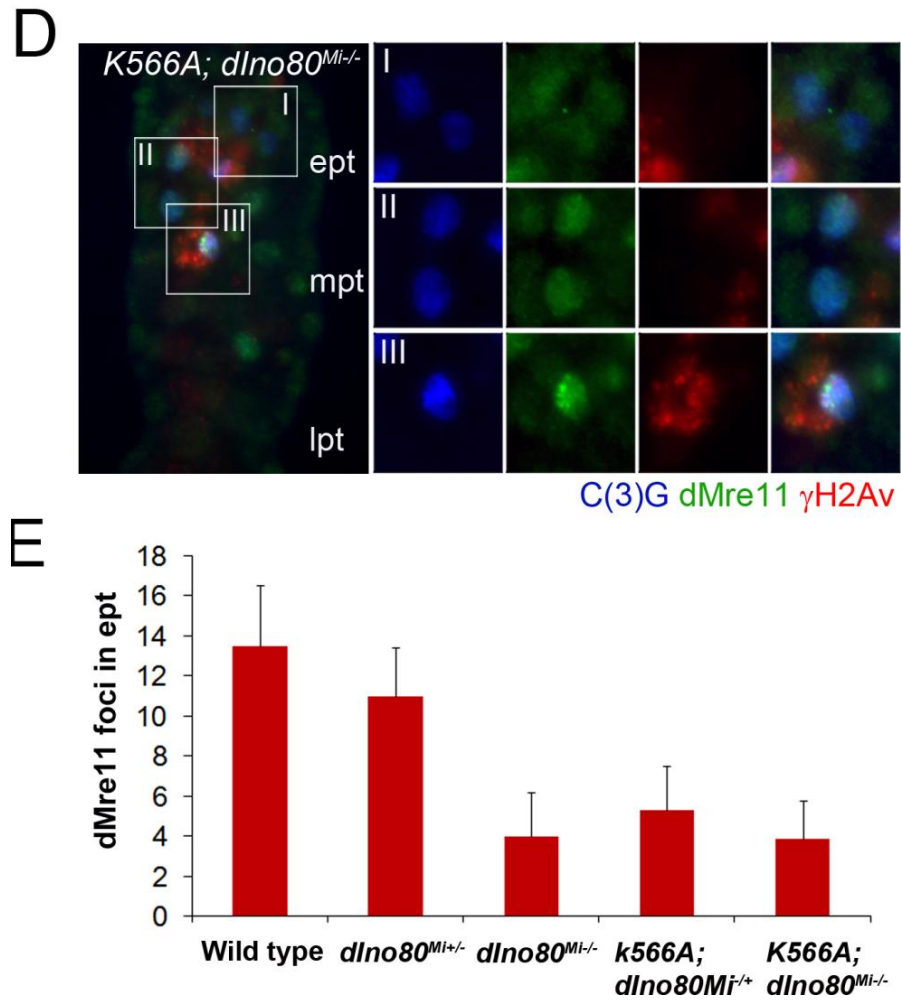 D
K566A; dIno80Mi-/-
I
II
III
ept
mpt
lpt
I
II
III
C(3)G dMre11 γH2Av
E
dMre11 foci in ept
18
16
14
12
10
8
6
4
2
0
Wild type
dIno80Mi+/-
dIno80Mi-/-
k566A;
dIno80Mi-/+
K566A;
dIno80Mi-/-